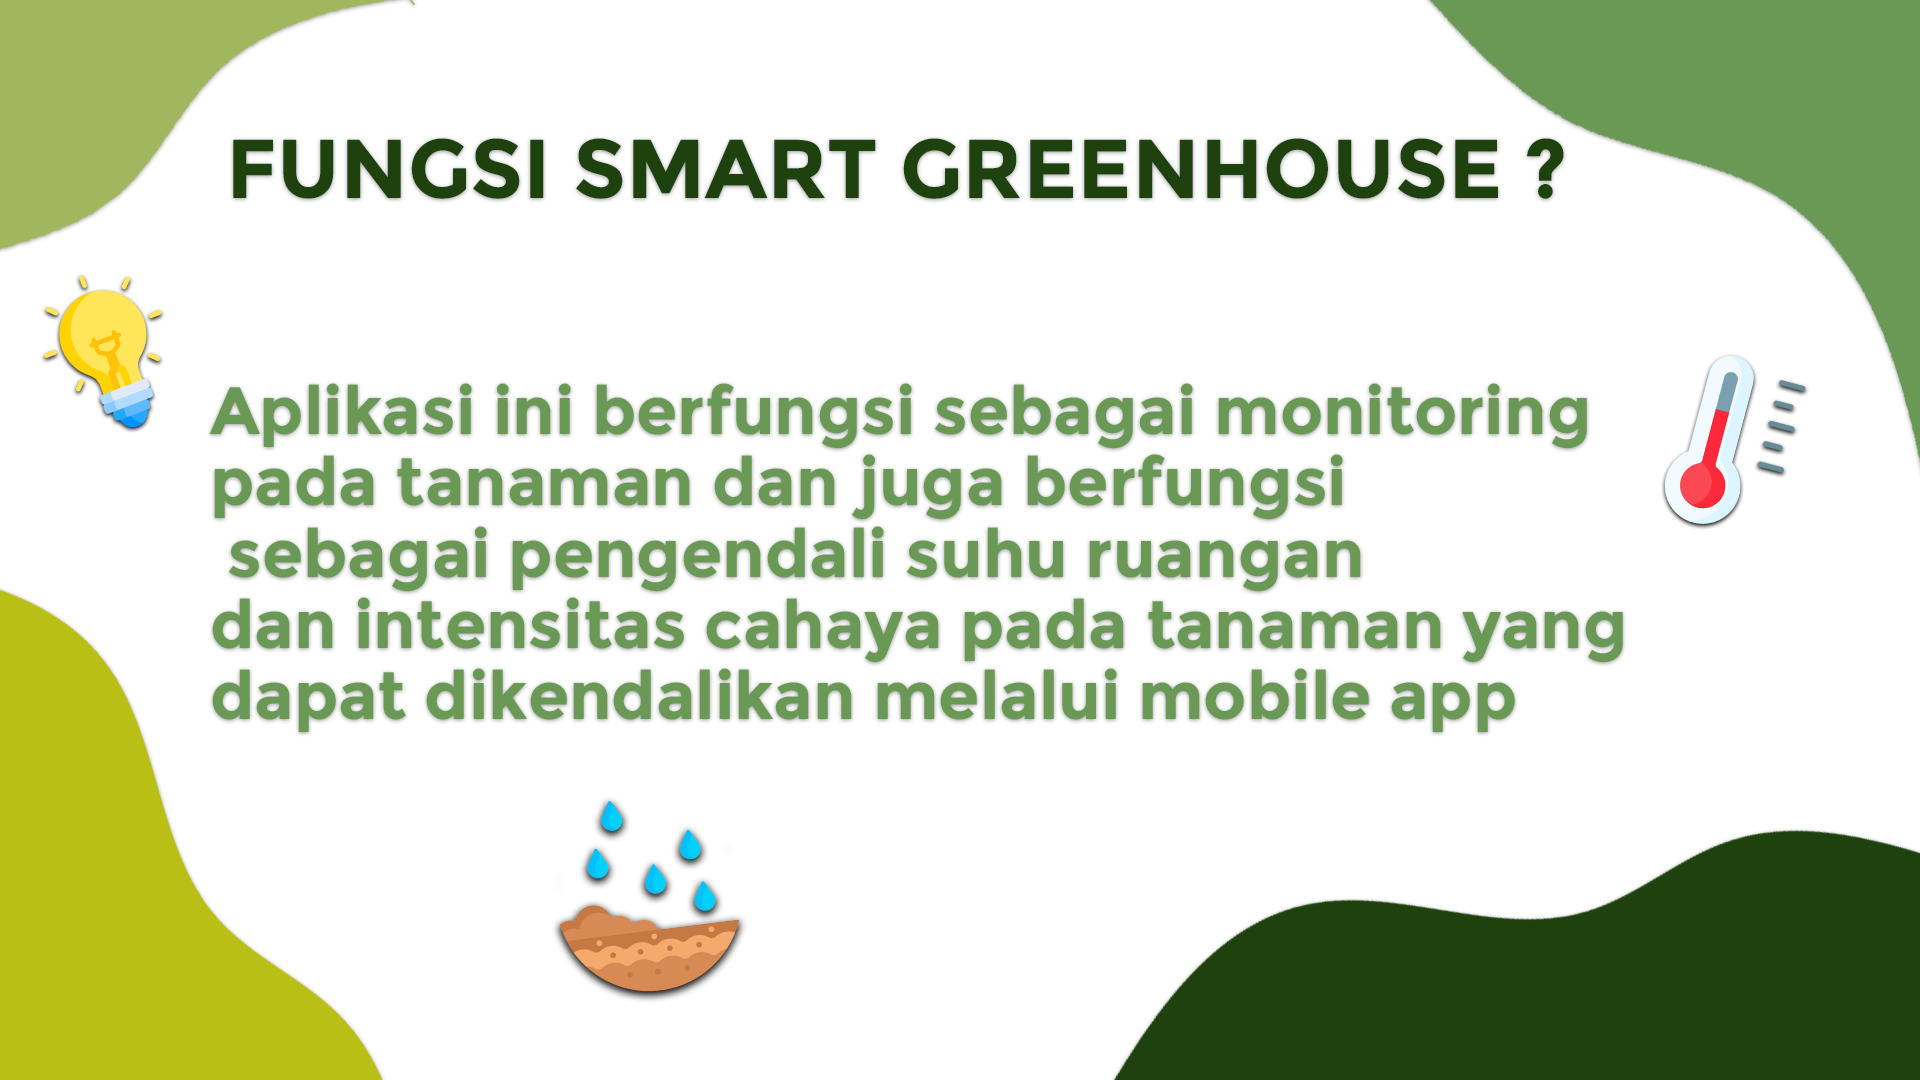 FUNGSI SMART GREENHOUSE ?
Aplikasi ini berfungsi sebagai monitoring
pada tanaman dan juga berfungsi
sebagai pengendali suhu ruangan
dan intensitas cahaya pada tanaman yang
dapat dikendalikan melalui mobile app